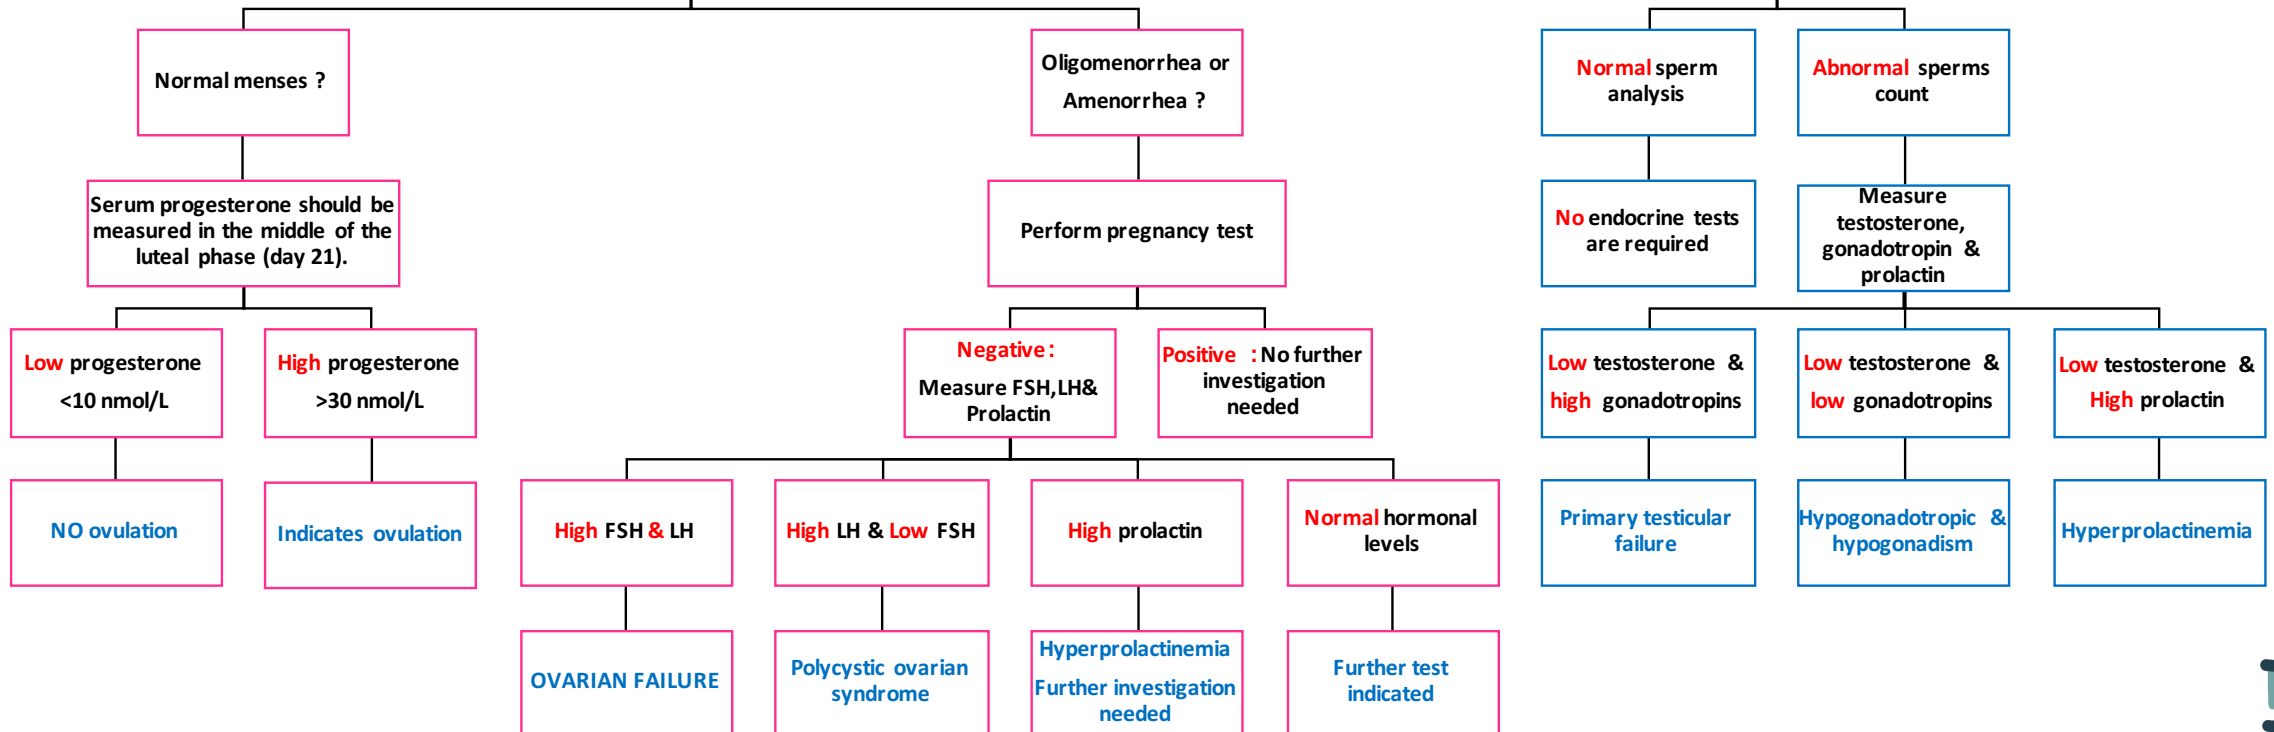 Normal menses ?
Oligomenorrhea or
Amenorrhea ?
Normal sperm
analysis
Abnormal sperms
count
Serum progesterone should be
measured in the middle of the
luteal phase (day 21).
Perform pregnancy test
No endocrine tests
are required
Measure
testosterone,
gonadotropin &
prolactin
Low progesterone
<10 nmol/L
High progesterone
>30 nmol/L
Negative :
Measure FSH,LH&
Prolactin
Positive : No further
investigation
needed
Low testosterone &
high gonadotropins
Low testosterone &
low gonadotropins
Low testosterone &
High prolactin
NO ovulation
Indicates ovulation
High FSH & LH
High LH & Low FSH
High prolactin
Normal hormonal
levels
Primary testicular
failure
Hypogonadotropic &
hypogonadism
Hyperprolactinemia
OVARIAN FAILURE
Polycystic ovarian
syndrome
Hyperprolactinemia
Further investigation
needed
Further test
indicated